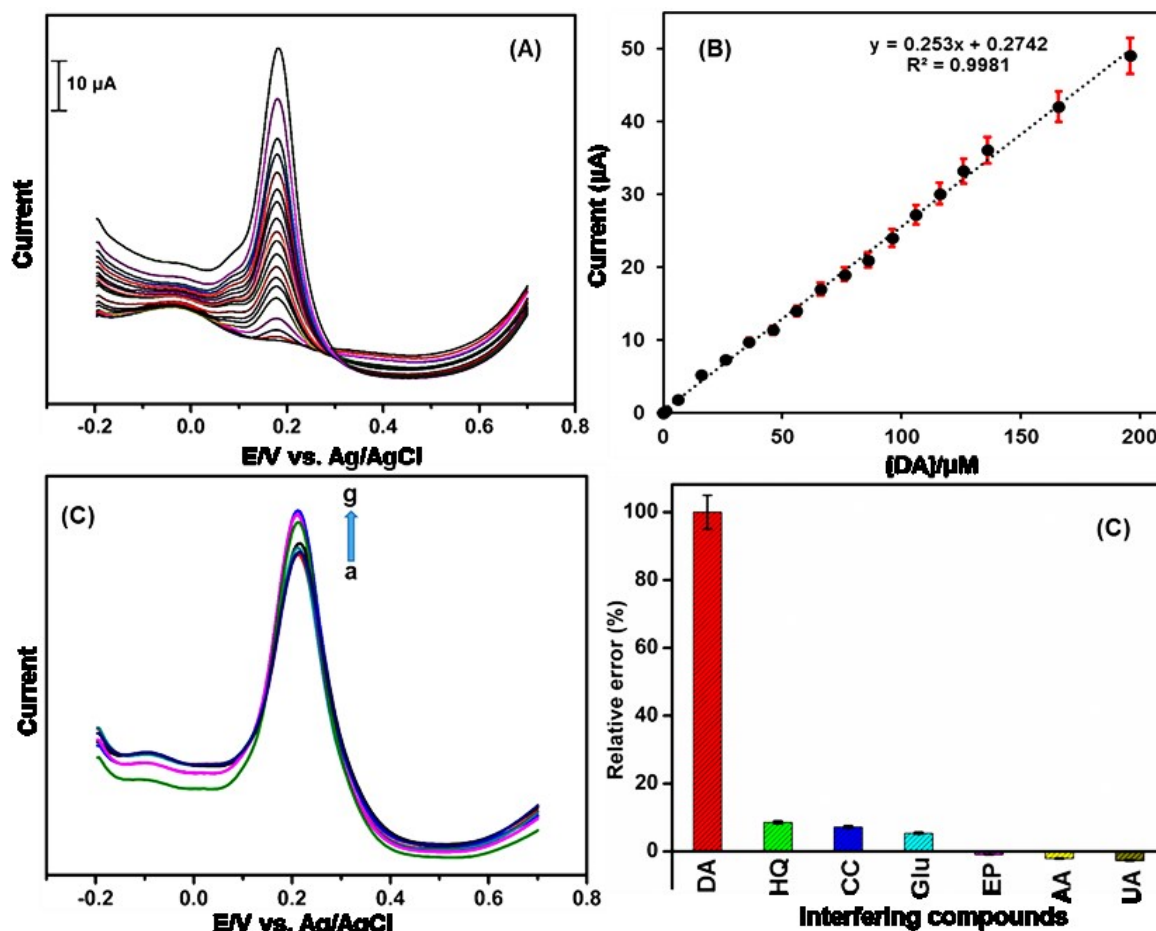 (A)
10 µA
Current
-0.2 0.0 0.2 0.4 0.6 0.8
E/V vs. Ag/AgCl
(B)
y = 0.253x + 0.2742
R² = 0.9981
Current (µA)
50
40
30
20
10
0
0 50 100 150 200
[DA]/µM
(C)
g
a
Current
-0.2 0.0 0.2 0.4 0.6 0.8
E/V vs. Ag/AgCl
(C)
Relative error (%)
100
80
60
40
20
0
DA HQ CC Glu EP AA UA
Interfering compounds